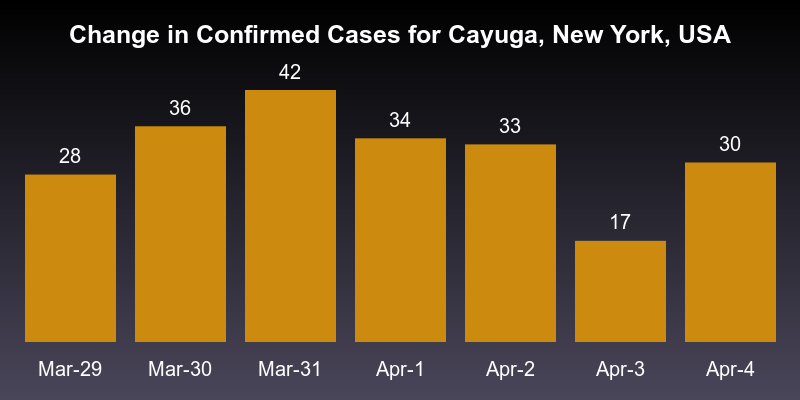 Change in Confirmed Cases for Cayuga, New York, USA
28
36
42
34
33
17
30
Mar-29
Mar-30
Mar-31
Apr-1
Apr-2
Apr-3
Apr-4